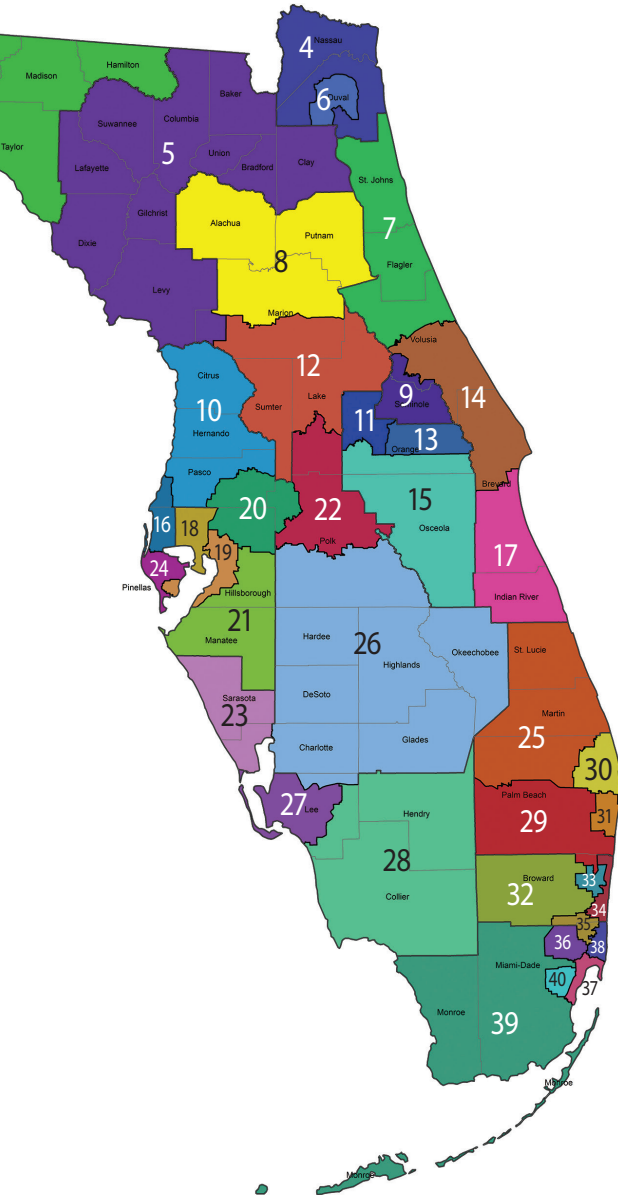 Nassau
4
Hamilton
Madison
Baker
6
Duval
Suwannee
Columbia
Taylor
5
Union
Lafayette
Bradford
Clay
St. Johns
Gilchrist
Alachua
7
Putnam
Dixie
8
Flagler
Levy
Marion
Volusia
12
Citrus
9
14
Lake
Sumter
Seminole
10
11
Hernando
13
Orange
Pasco
Brevard
15
20
22
16
18
Osceola
Polk
19
17
24
Pinellas
Hillsborough
Indian River
21
Hardee
26
Manatee
Okeechobee
St. Lucie
Highlands
Sarasota
DeSoto
23
Martin
25
Charlotte
Glades
30
27
Lee
Palm Beach
Hendry
29
31
28
Broward
33
32
Collier
34
35
36
38
Miami-Dade
40
37
Monroe
39
Monroe
Monroe